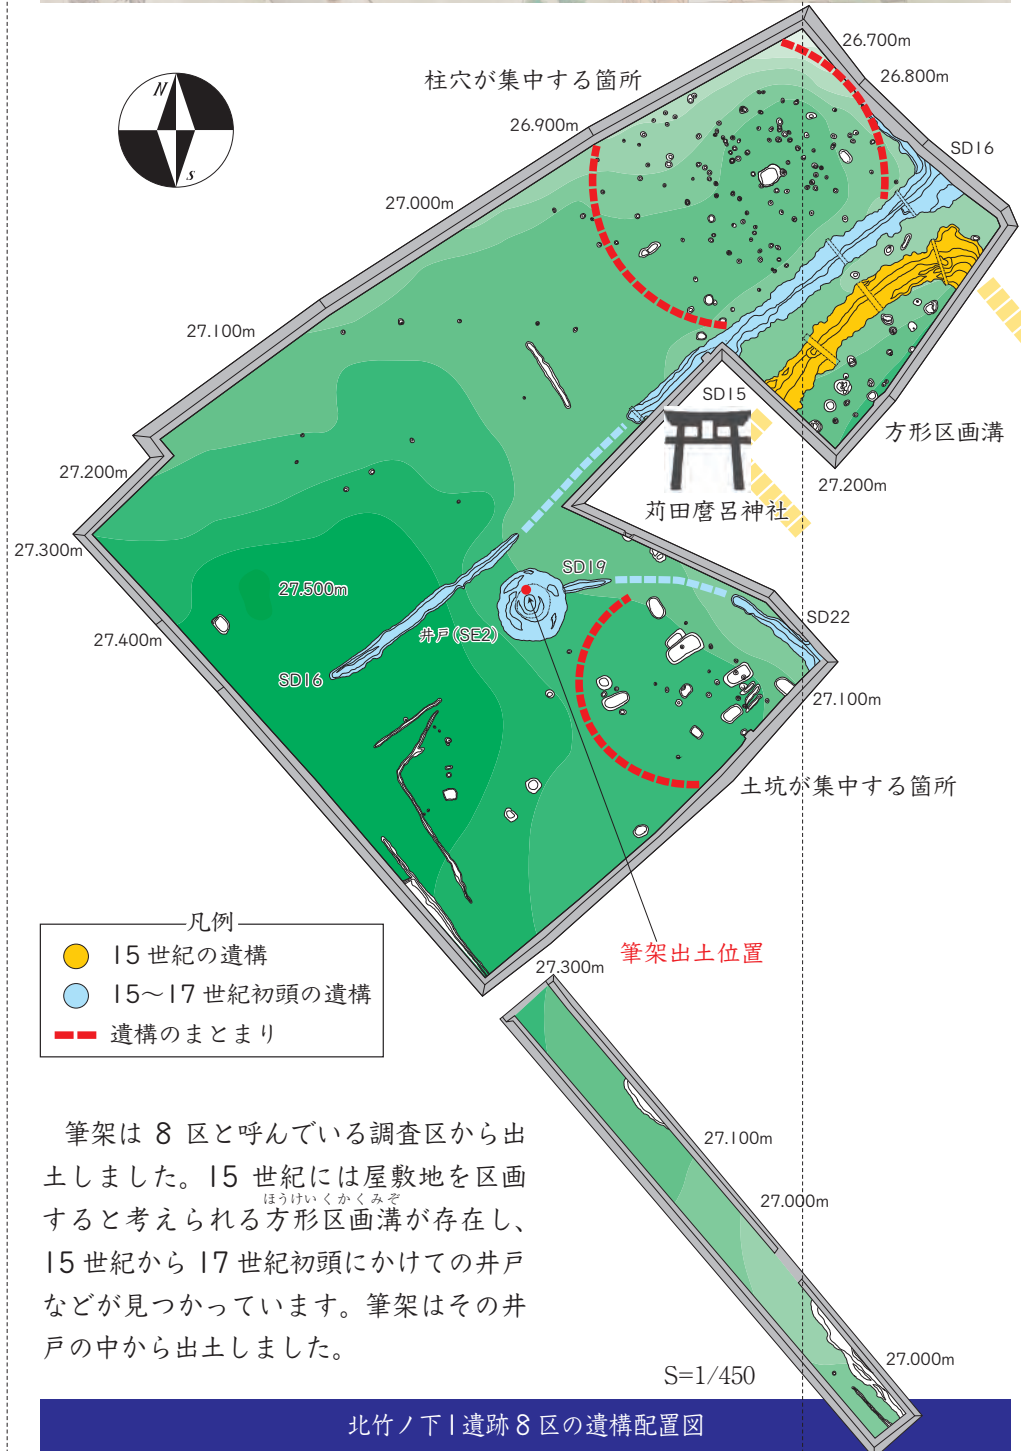 N
S
柱穴が集中する箇所
26.700m
26.800m
26.900m
SD16
27.000m
27.100m
SD15
方形区画溝
27.200m
苅田麿呂神社
27.200m
27.300m
27.500m
SD19
27.400m
井戸(SE2)
SD22
SD16
27.100m
土坑が集中する箇所
凡例
15世紀の遺構
15～17世紀初頭の遺構
遺構のまとまり
筆架出土位置
27.300m
27.100m
27.000m
27.000m
筆架は 8 区と呼んでいる調査区から出
土しました。15 世紀には屋敷地を区画
ほうけいくかくみぞ
すると考えられる方形区画溝が存在し、
15世紀から 17世紀初頭にかけての井戸
などが見つかっています。筆架はその井
戸の中から出土しました。
S=1/450
北竹ノ下Ⅰ遺跡8区の遺構配置図